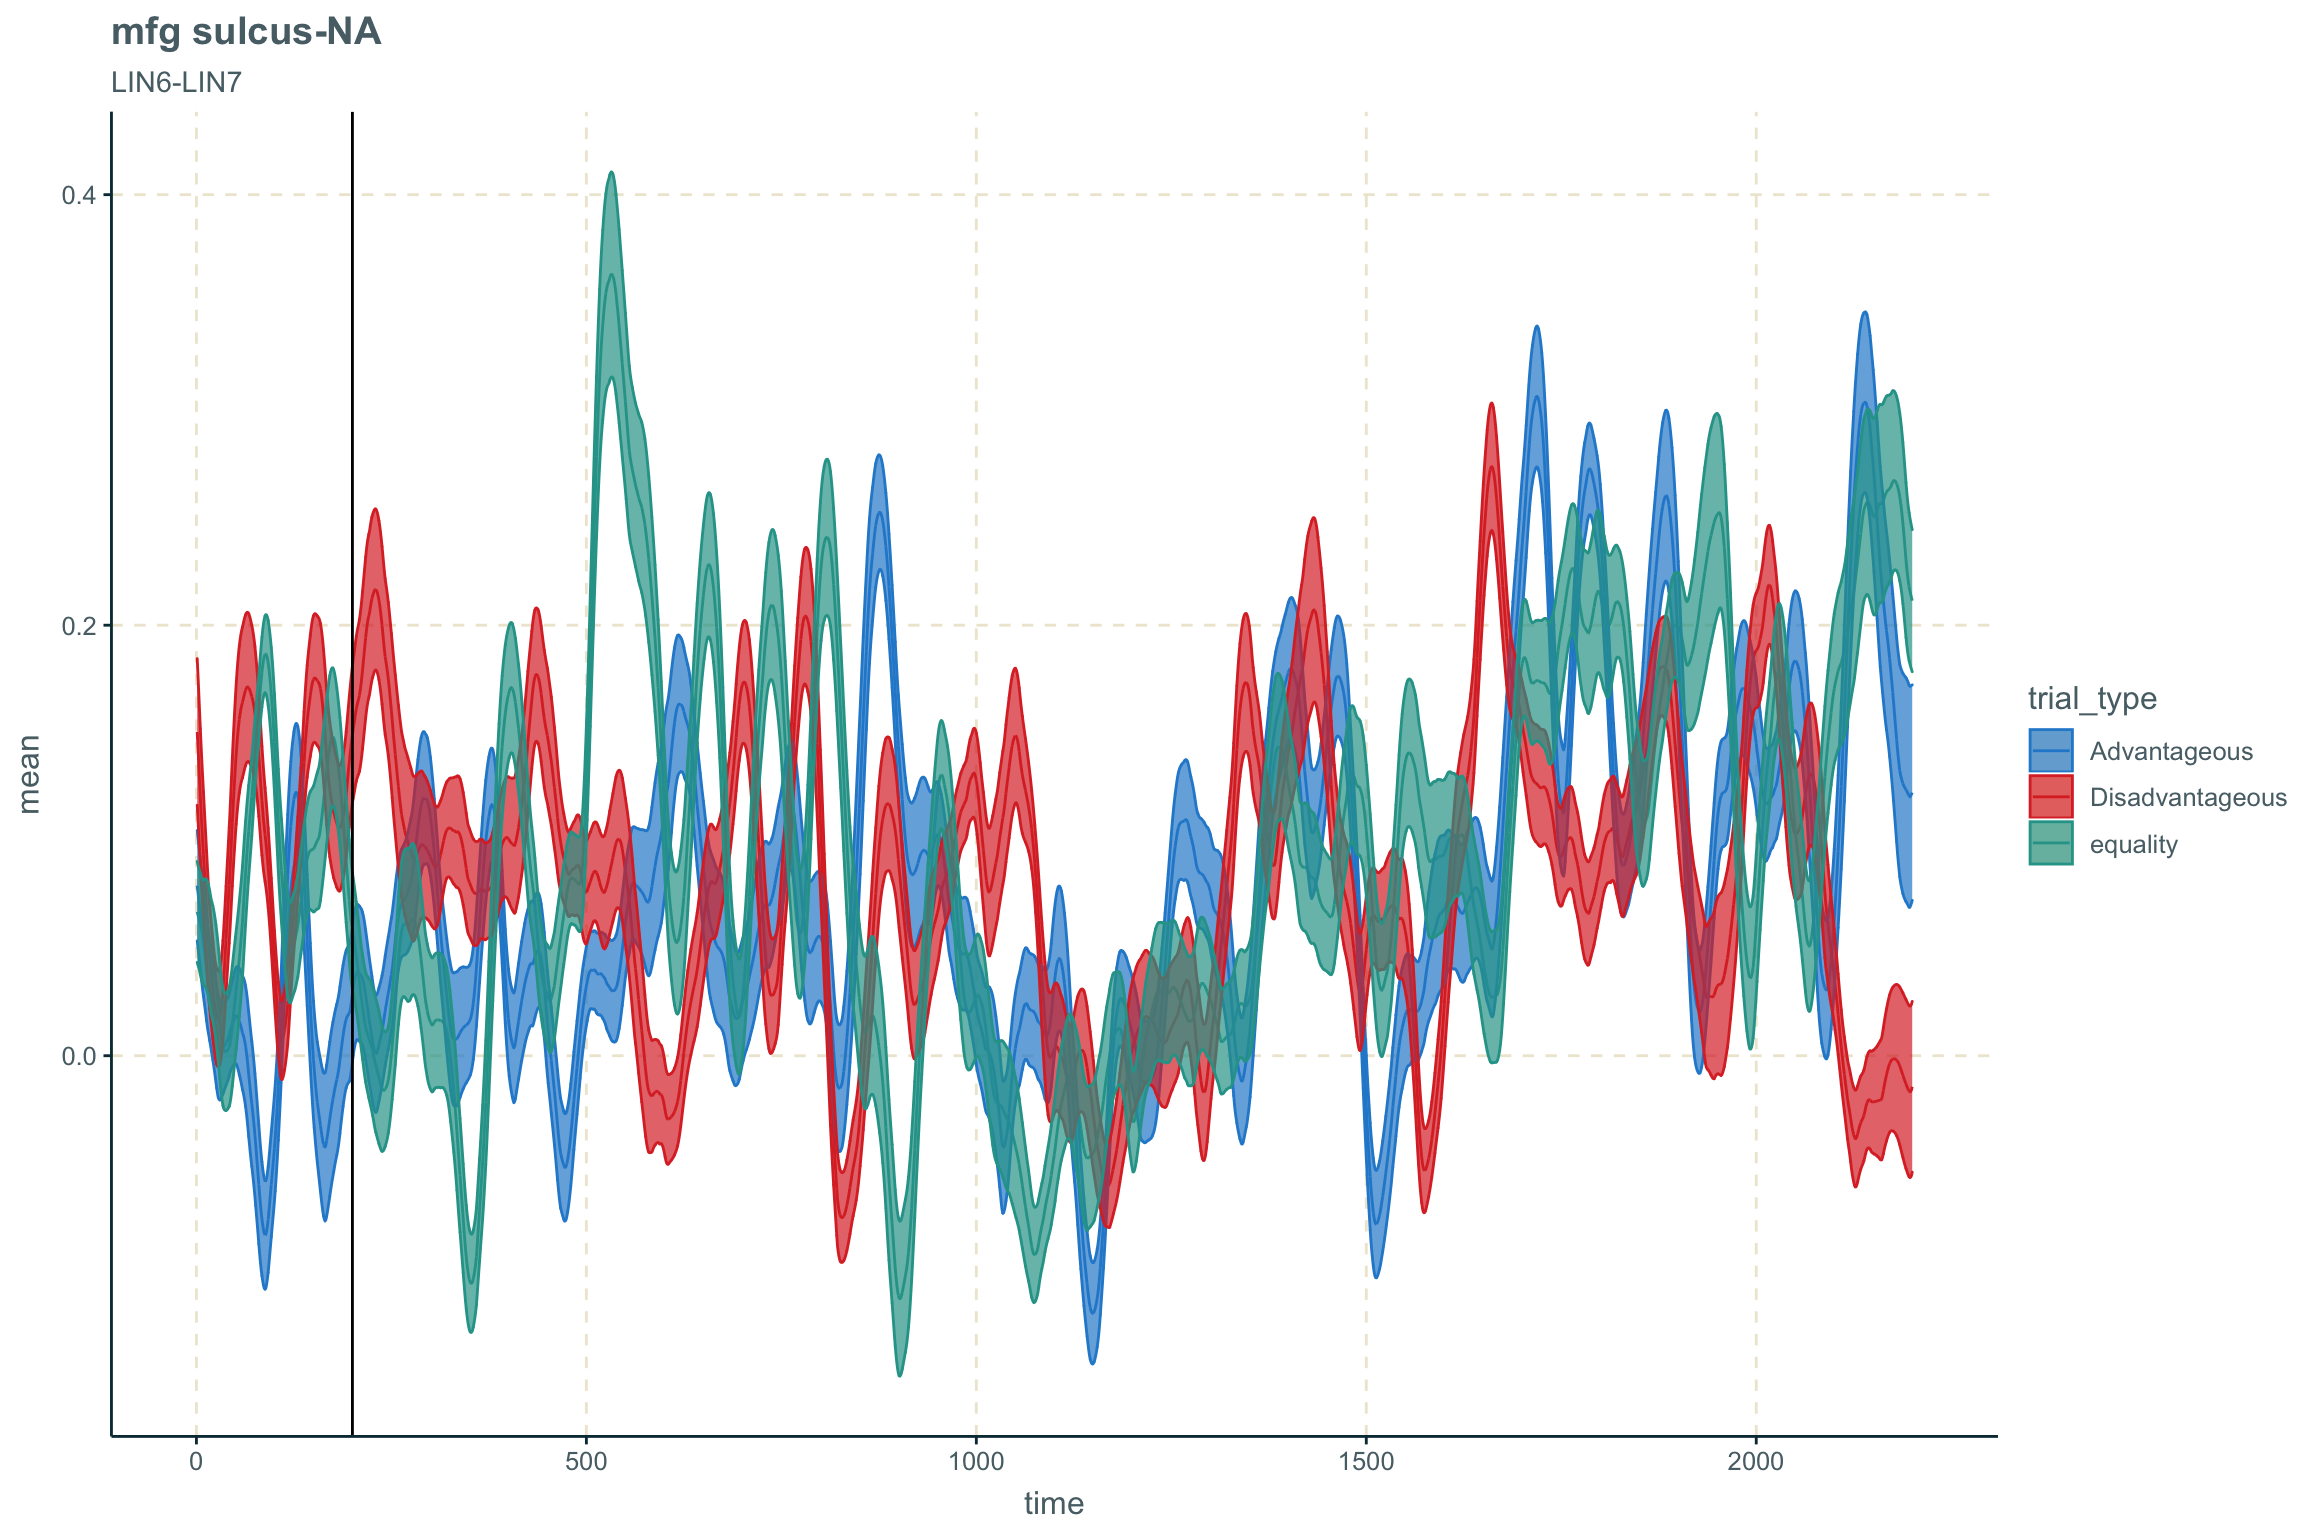 mfg sulcus-NA
LIN6-LIN7
0.4
0.2
0.0
mean
0
500
1000
1500
2000
time
trial_type
Advantageous
Disadvantageous
equality